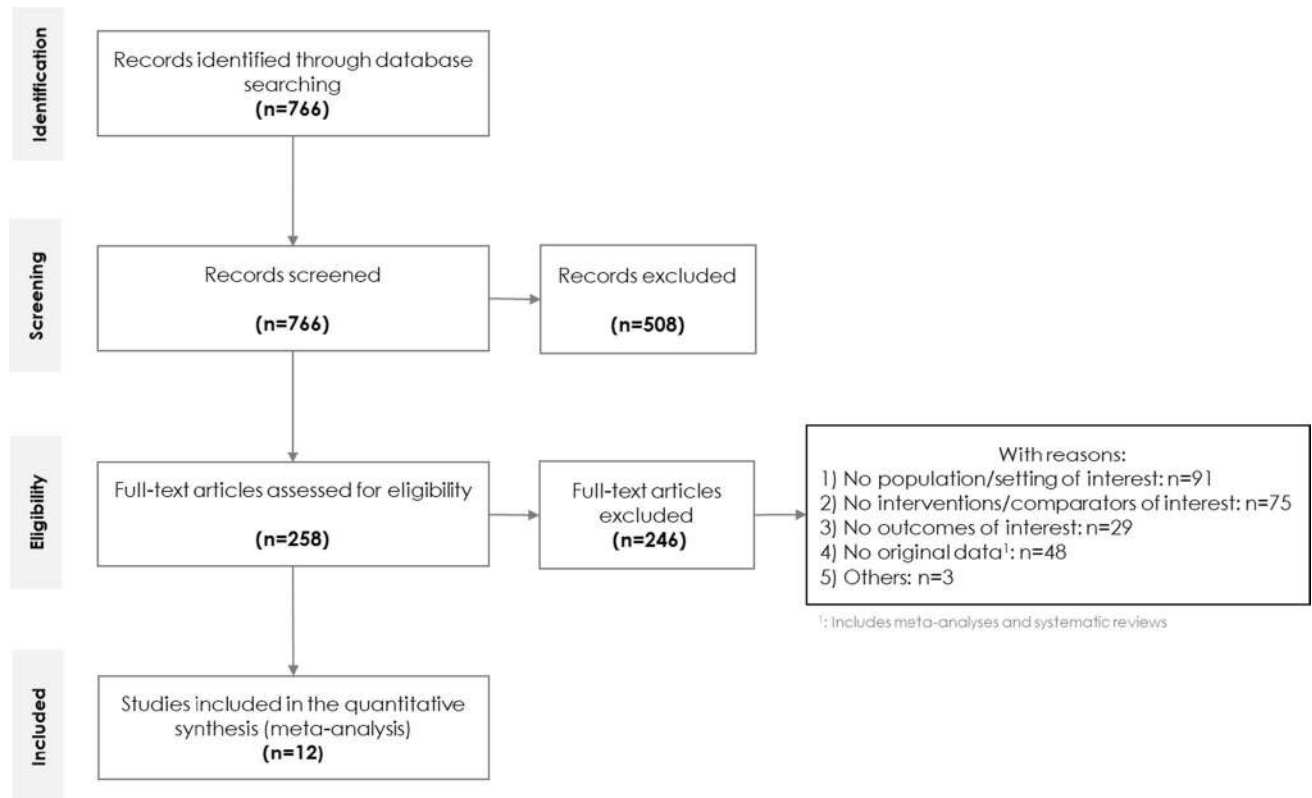 Identification
Records identified through database
searching
(n=766)
Screening
Records screened
(n=766)
Records excluded
(n=508)
Eligibility
Full-text articles assessed for eligibility
(n=258)
Full-text articles
excluded
(n=246)
With reasons:
1) No population/setting of interest: n=91
2) No interventions/comparators of interest: n=75
3) No outcomes of interest: n=29
4) No original data¹: n=48
5) Others: n=3
¹: Includes meta-analyses and systematic reviews
Included
Studies included in the quantitative
synthesis (meta-analysis)
(n=12)